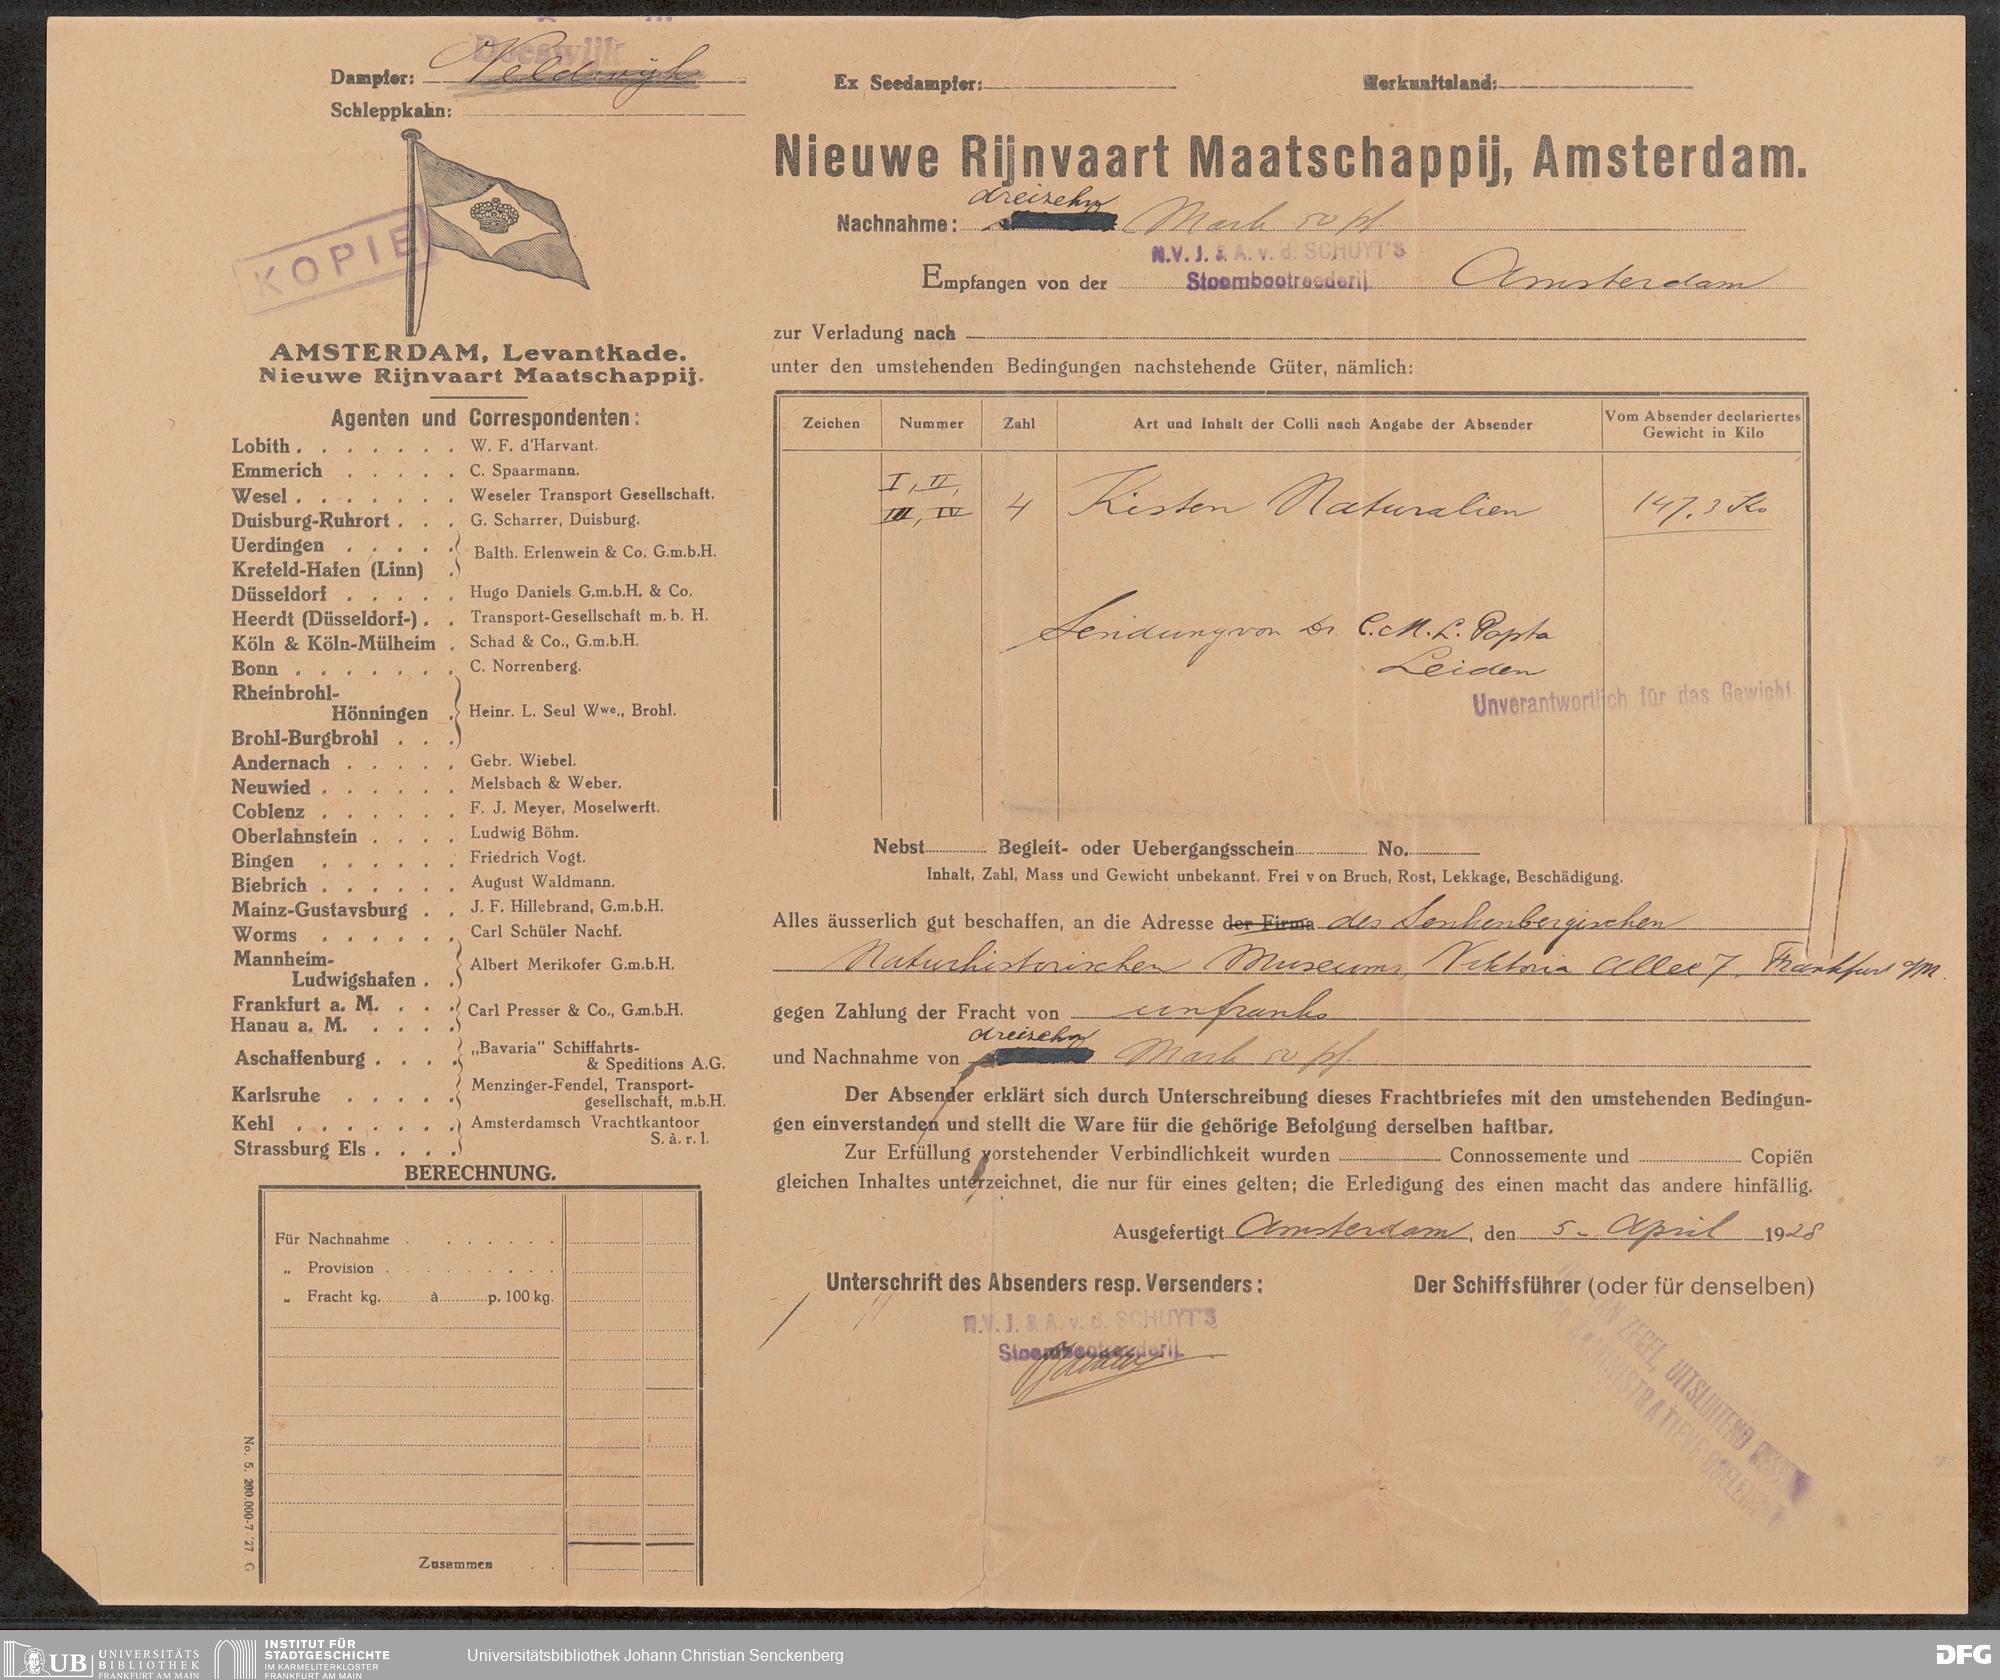 Doeswijk
Dampfer: Veldwijk
Schleppkahn:
Ex Seedampfer:
Herkunftsland:
KOPIE
AMSTERDAM, Levantkade.
Nieuwe Rijnvaart Maatschappij.
Agenten und Correspondenten:
Lobith . . . . . . . W. F. d'Harvant.
Emmerich . . . . . C. Spaarmann.
Wesel . . . . . . . Weseler Transport Gesellschaft.
Duisburg-Ruhrort . . . G. Scharrer, Duisburg.
Uerdingen . . . . .
Krefeld-Hafen (Linn) . Balth. Erlenwein & Co. G.m.b.H.
Düsseldorf . . . . . Hugo Daniels G.m.b.H. & Co.
Heerdt (Düsseldorf-) . . Transport-Gesellschaft m. b. H.
Köln & Köln-Mülheim . Schad & Co., G.m.b.H.
Bonn . . . . . . . C. Norrenberg.
Rheinbrohl-
Hönningen . Heinr. L. Seul Wwe., Brohl.
Brohl-Burgbrohl . . .
Andernach . . . . . Gebr. Wiebel.
Neuwied . . . . . . Melsbach & Weber.
Coblenz . . . . . . F. J. Meyer, Moselwerft.
Oberlahnstein . . . . Ludwig Böhm.
Bingen . . . . . . Friedrich Vogt.
Biebrich . . . . . . August Waldmann.
Mainz-Gustavsburg . . J. F. Hillebrand, G.m.b.H.
Worms . . . . . . Carl Schüler Nachf.
Mannheim-
Ludwigshafen . . Albert Merikofer G.m.b.H.
Frankfurt a. M. . . .
Hanau a. M. . . . . Carl Presser & Co., G.m.b.H.
Aschaffenburg . . . . „Bavaria" Schiffahrts-
& Speditions A.G.
Karlsruhe . . . . . Menzinger-Fendel, Transport-
gesellschaft, m.b.H.
Kehl . . . . . . . Amsterdamsch Vrachtkantoor
S. à. r. l.
Strassburg Els . . . .
BERECHNUNG.
Für Nachnahme . . . . . .
„ Provision . . . . . . . .
„ Fracht kg. à p. 100 kg.
Zusammen . .
No. 5. 200.000-7 '27 G
Nieuwe Rijnvaart Maatschappij, Amsterdam.
dreizehn
Nachnahme: Mark 50 pf.
N.V. J. & A. v. d. SCHUYT'S
Empfangen von der Stoombootreederij Amsterdam
zur Verladung nach
unter den umstehenden Bedingungen nachstehende Güter, nämlich:
Zeichen Nummer Zahl Art und Inhalt der Colli nach Angabe der Absender Vom Absender declariertes
Gewicht in Kilo
I, II,
III, IV 4 Kisten Naturalien 147.3 Ko
Sendung von Dr. C. M. L. Popta
Leiden
Unverantwortlich für das Gewicht
Nebst Begleit- oder Uebergangsschein No.
Inhalt, Zahl, Mass und Gewicht unbekannt. Frei von Bruch, Rost, Lekkage, Beschädigung.
Alles äusserlich gut beschaffen, an die Adresse der Firma des Senkenbergischen
Naturhistorischen Museums, Viktoria Allee 7. Frankfurt a/M.
gegen Zahlung der Fracht von unfranko
dreizehn
und Nachnahme von Mark 50 pf.
Der Absender erklärt sich durch Unterschreibung dieses Frachtbriefes mit den umstehenden Bedingun-
gen einverstanden und stellt die Ware für die gehörige Befolgung derselben haftbar.
Zur Erfüllung vorstehender Verbindlichkeit wurden Connossemente und Copiën
gleichen Inhaltes unterzeichnet, die nur für eines gelten; die Erledigung des einen macht das andere hinfällig.
Ausgefertigt Amsterdam, den 5 - April 1928
Unterschrift des Absenders resp. Versenders:
Der Schiffsführer (oder für denselben)
N.V. J. & A. v. d. SCHUYT'S
Stoombootreederij
VAN ZEGEL, UITSLUITEND
ADMINISTRATIEVE DOELEINDEN
UB UNIVERSITÄTS
BIBLIOTHEK
FRANKFURT AM MAIN
INSTITUT FÜR
STADTGESCHICHTE
IM KARMELITERKLOSTER
FRANKFURT AM MAIN
Universitätsbibliothek Johann Christian Senckenberg
DFG